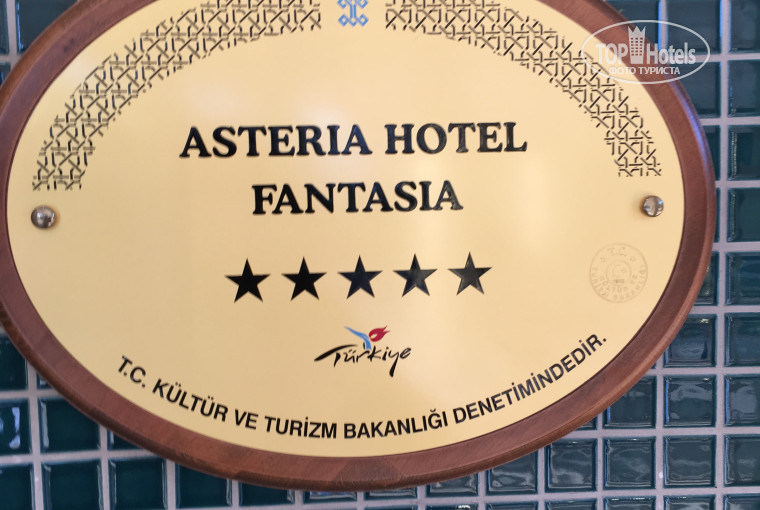 TOP Hotels
ФОТО ТУРИСТА
ASTERIA HOTEL
FANTASIA
Türkiye
T.C. KÜLTÜR VE TURİZM BAKANLIĞI DENETİMİNDEDİR.
T.C.